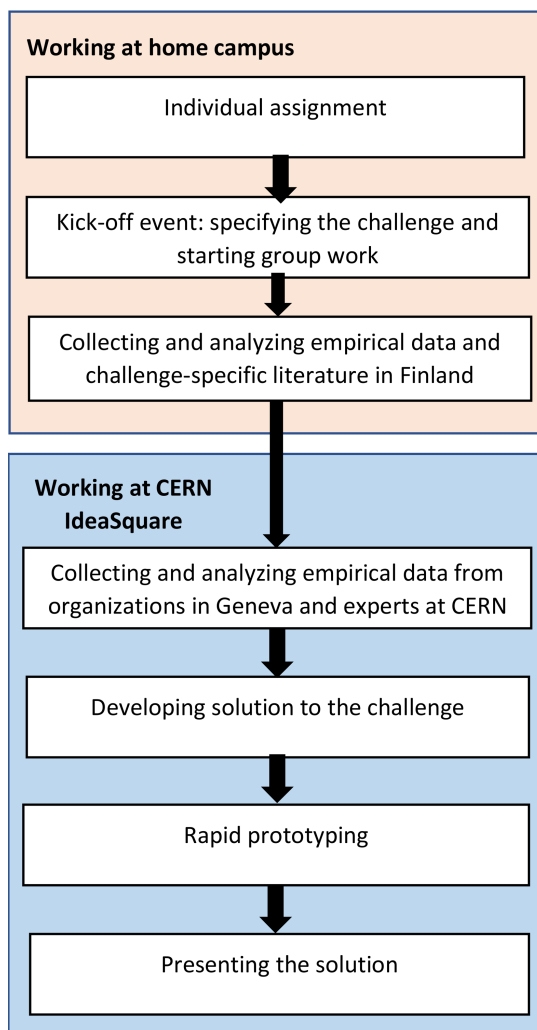 Working at home campus
Individual assignment
Kick-off event: specifying the challenge and
starting group work
Collecting and analyzing empirical data and
challenge-specific literature in Finland
Working at CERN
IdeaSquare
Collecting and analyzing empirical data from
organizations in Geneva and experts at CERN
Developing solution to the challenge
Rapid prototyping
Presenting the solution